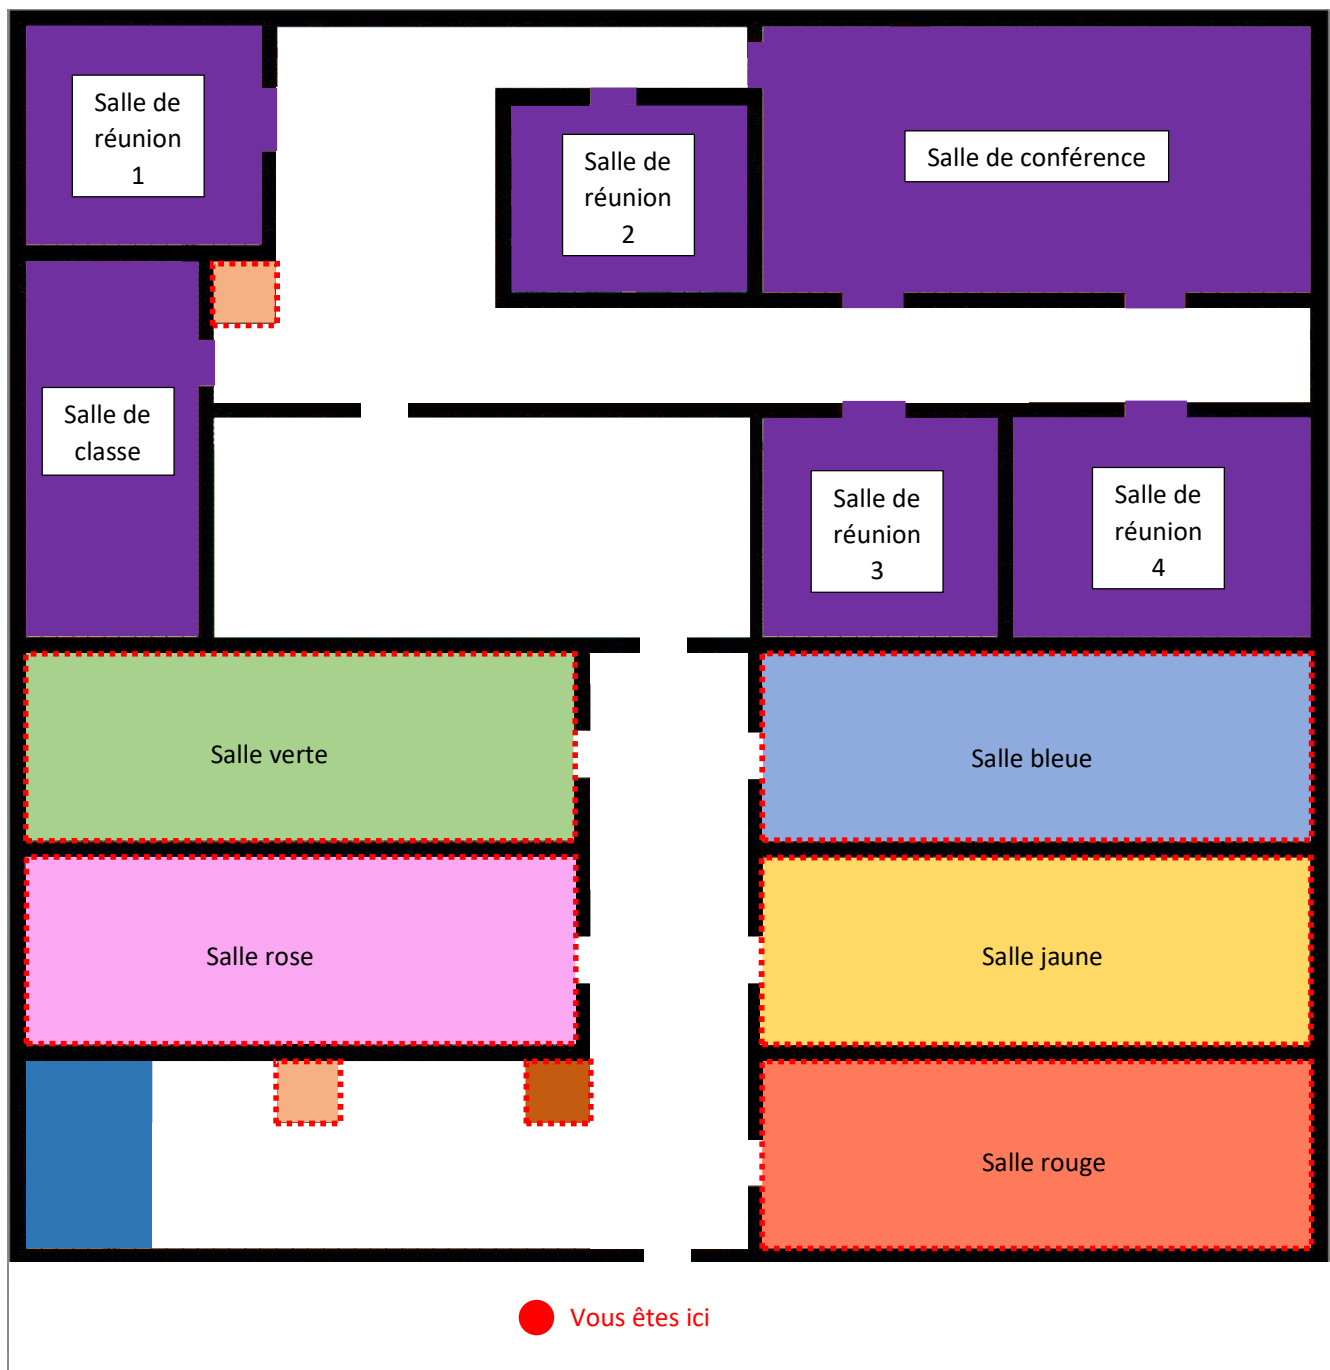 Salle de
réunion
1
Salle de
réunion
2
Salle de conférence
Salle de
classe
Salle de
réunion
3
Salle de
réunion
4
Salle verte
Salle bleue
Salle rose
Salle jaune
Salle rouge
Vous êtes ici